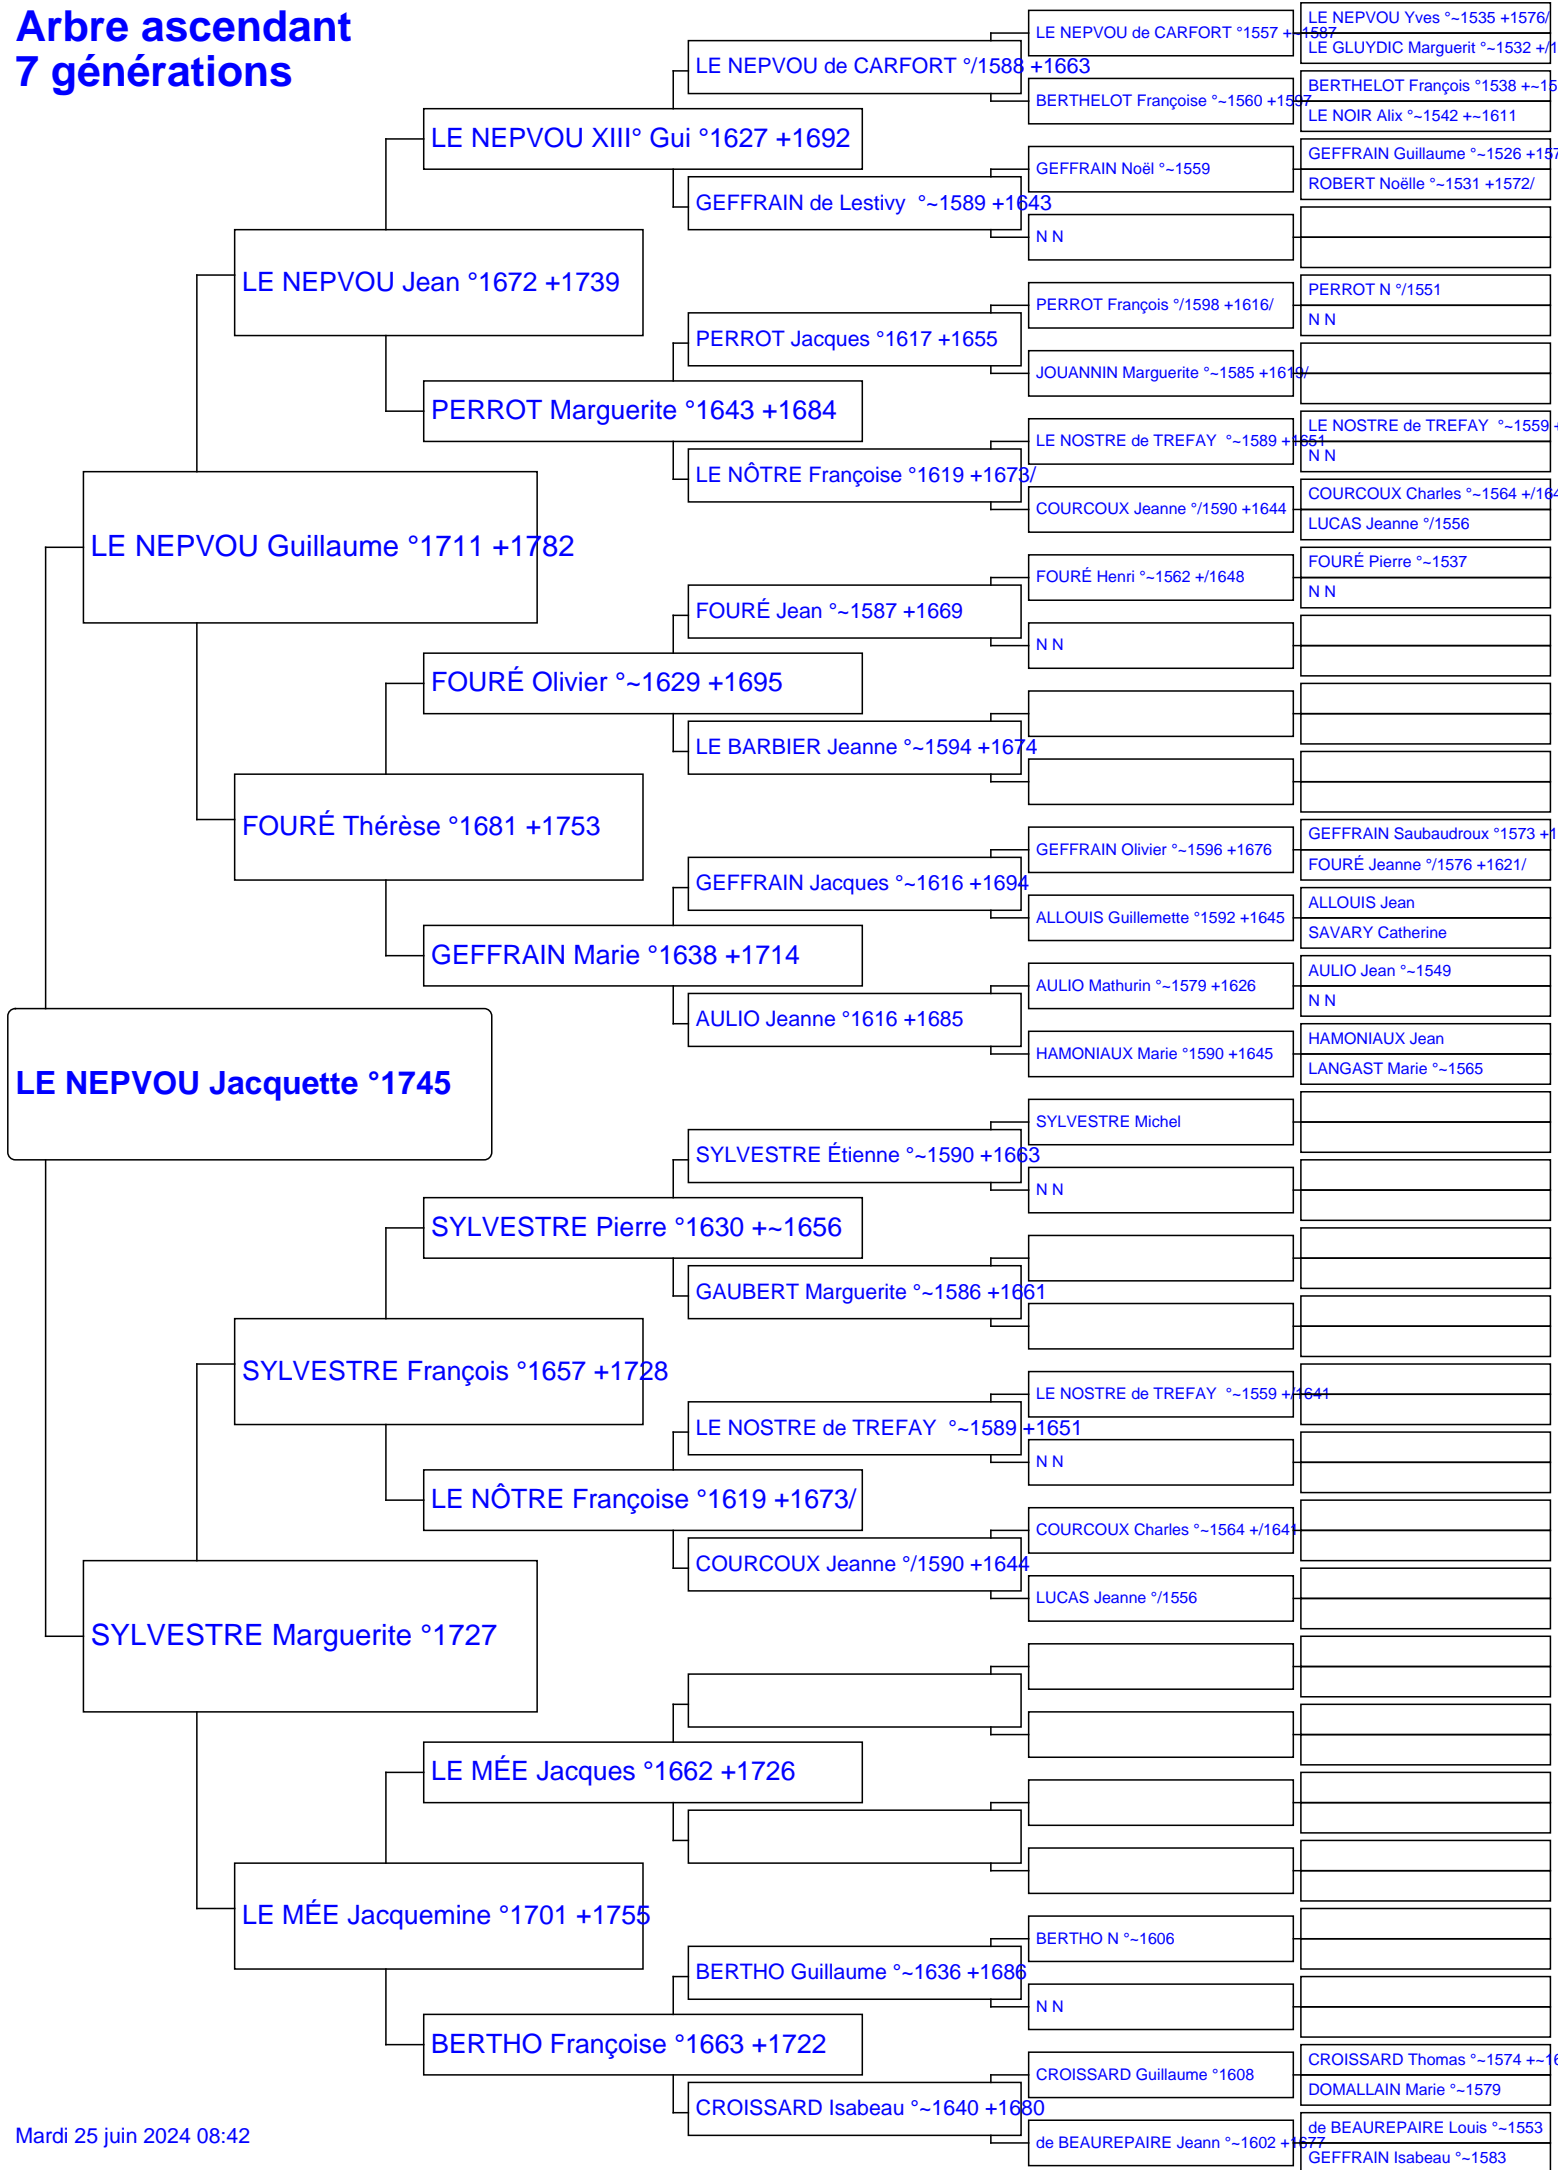 Arbre ascendant
7 générations
LE NEPVOU Jacquette °1745
LE NEPVOU Guillaume °1711 +1782
SYLVESTRE Marguerite °1727
LE NEPVOU Jean °1672 +1739
FOURÉ Thérèse °1681 +1753
SYLVESTRE François °1657 +1728
LE MÉE Jacquemine °1701 +1755
LE NEPVOU XIII° Gui °1627 +1692
PERROT Marguerite °1643 +1684
FOURÉ Olivier °~1629 +1695
GEFFRAIN Marie °1638 +1714
SYLVESTRE Pierre °1630 +~1656
LE NÔTRE Françoise °1619 +1673/
LE MÉE Jacques °1662 +1726
BERTHO Françoise °1663 +1722
LE NEPVOU de CARFORT °/1588 +1663
GEFFRAIN de Lestivy °~1589 +1643
PERROT Jacques °1617 +1655
LE NÔTRE Françoise °1619 +1673/
FOURÉ Jean °~1587 +1669
LE BARBIER Jeanne °~1594 +1674
GEFFRAIN Jacques °~1616 +1694
AULIO Jeanne °1616 +1685
SYLVESTRE Étienne °~1590 +1663
GAUBERT Marguerite °~1586 +1661
LE NOSTRE de TREFAY °~1589 +1651
COURCOUX Jeanne °/1590 +1644
BERTHO Guillaume °~1636 +1686
CROISSARD Isabeau °~1640 +1680
LE NEPVOU de CARFORT °1557 +~1587
BERTHELOT Françoise °~1560 +1597
GEFFRAIN Noël °~1559
N N
PERROT François °/1598 +1616/
JOUANNIN Marguerite °~1585 +1619/
LE NOSTRE de TREFAY °~1589 +1651
COURCOUX Jeanne °/1590 +1644
FOURÉ Henri °~1562 +/1648
N N
GEFFRAIN Olivier °~1596 +1676
ALLOUIS Guillemette °1592 +1645
AULIO Mathurin °~1579 +1626
HAMONIAUX Marie °1590 +1645
SYLVESTRE Michel
N N
LE NOSTRE de TREFAY °~1559 +/1641
N N
COURCOUX Charles °~1564 +/1641
LUCAS Jeanne °/1556
BERTHO N °~1606
N N
CROISSARD Guillaume °1608
de BEAUREPAIRE Jeann °~1602 +1677
LE NEPVOU Yves °~1535 +1576/
LE GLUYDIC Marguerit °~1532 +/1
BERTHELOT François °1538 +~15
LE NOIR Alix °~1542 +~1611
GEFFRAIN Guillaume °~1526 +157
ROBERT Noëlle °~1531 +1572/
PERROT N °/1551
N N
LE NOSTRE de TREFAY °~1559 +
N N
COURCOUX Charles °~1564 +/164
LUCAS Jeanne °/1556
FOURÉ Pierre °~1537
N N
GEFFRAIN Saubaudroux °1573 +1
FOURÉ Jeanne °/1576 +1621/
ALLOUIS Jean
SAVARY Catherine
AULIO Jean °~1549
N N
HAMONIAUX Jean
LANGAST Marie °~1565
CROISSARD Thomas °~1574 +~16
DOMALLAIN Marie °~1579
de BEAUREPAIRE Louis °~1553
GEFFRAIN Isabeau °~1583
Mardi 25 juin 2024 08:42